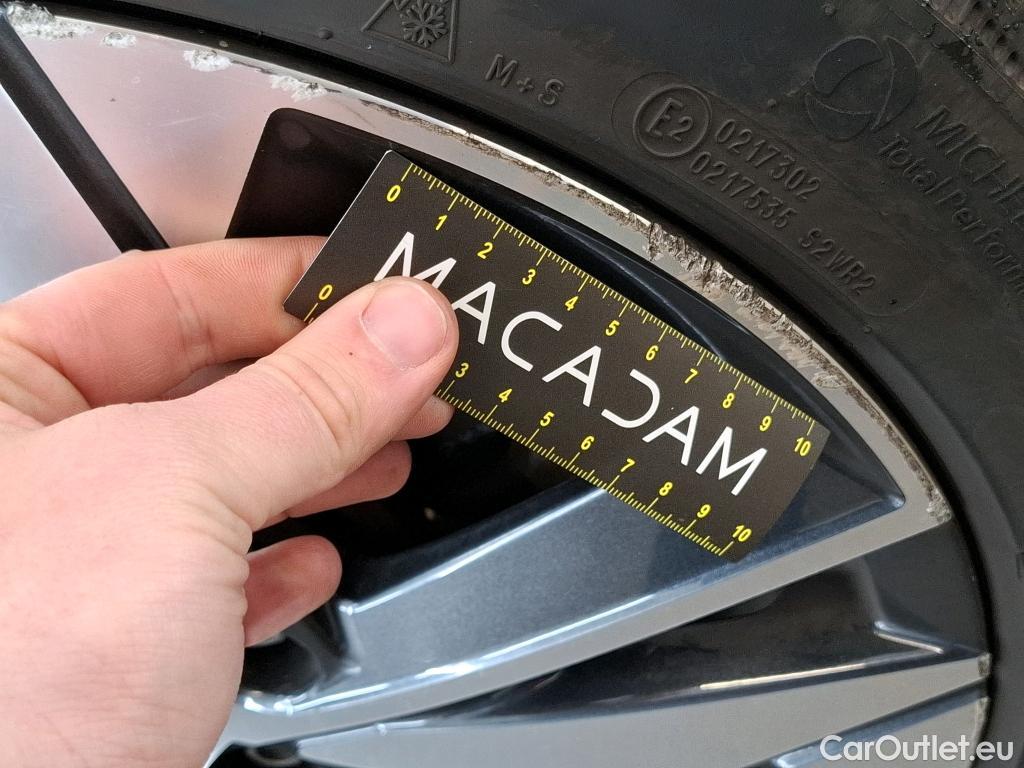 M+S
E2
0217302
0217535 S2WR2
MICHEL
Total Perform
0 1 2 3 4 5 6 7 8 9 10
MACADAM
0 3 4 5 6 7 8 9 10
CarOutlet.eu